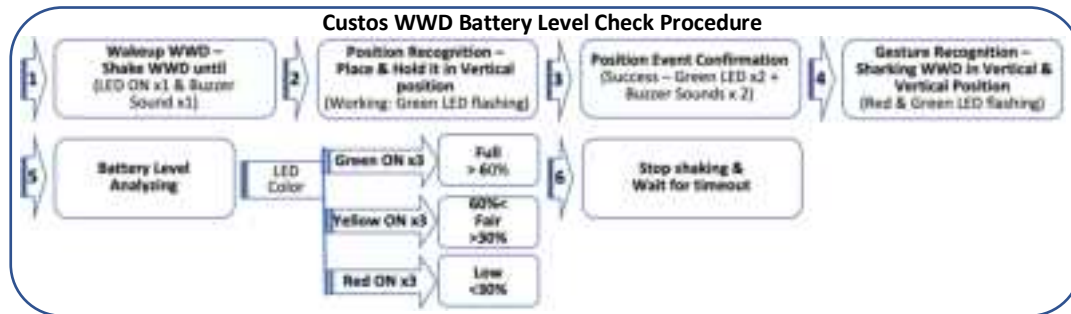 Custos WWD Battery Level Check Procedure
1
Wakeup WWD –
Shake WWD until
(LED ON x1 & Buzzer
Sound x1)
2
Position Recognition –
Place & Hold it in Vertical
position
(Working: Green LED flashing)
3
Position Event Confirmation
(Success – Green LED x2 +
Buzzer Sounds x 2)
4
Gesture Recognition –
Sharking WWD in Vertical &
Vertical Position
(Red & Green LED flashing)
5
Battery Level
Analyzing
LED
Color
Green ON x3
Full
> 60%
Yellow ON x3
60%<
Fair
>30%
Red ON x3
Low
<30%
6
Stop shaking &
Wait for timeout